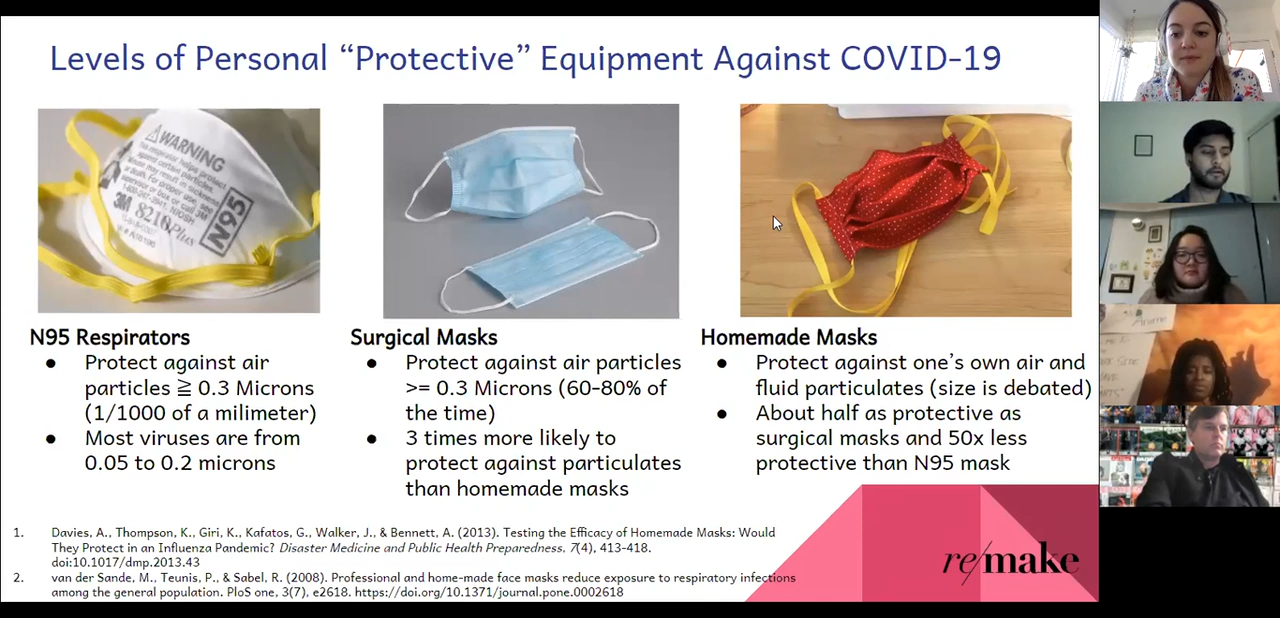 Levels of Personal “Protective” Equipment Against COVID-19
WARNING
This respirator helps protect
against certain particles.
3M 8210Plus
N95
N95 Respirators
● Protect against air
particles ≧ 0.3 Microns
(1/1000 of a milimeter)
● Most viruses are from
0.05 to 0.2 microns
Surgical Masks
● Protect against air particles
>= 0.3 Microns (60-80% of
the time)
● 3 times more likely to
protect against particulates
than homemade masks
Homemade Masks
● Protect against one’s own air and
fluid particulates (size is debated)
● About half as protective as
surgical masks and 50x less
protective than N95 mask
1. Davies, A., Thompson, K., Giri, K., Kafatos, G., Walker, J., & Bennett, A. (2013). Testing the Efficacy of Homemade Masks: Would
They Protect in an Influenza Pandemic? Disaster Medicine and Public Health Preparedness, 7(4), 413-418.
doi:10.1017/dmp.2013.43
2. van der Sande, M., Teunis, P., & Sabel, R. (2008). Professional and home-made face masks reduce exposure to respiratory infections
among the general population. PloS one, 3(7), e2618. https://doi.org/10.1371/journal.pone.0002618
re/make